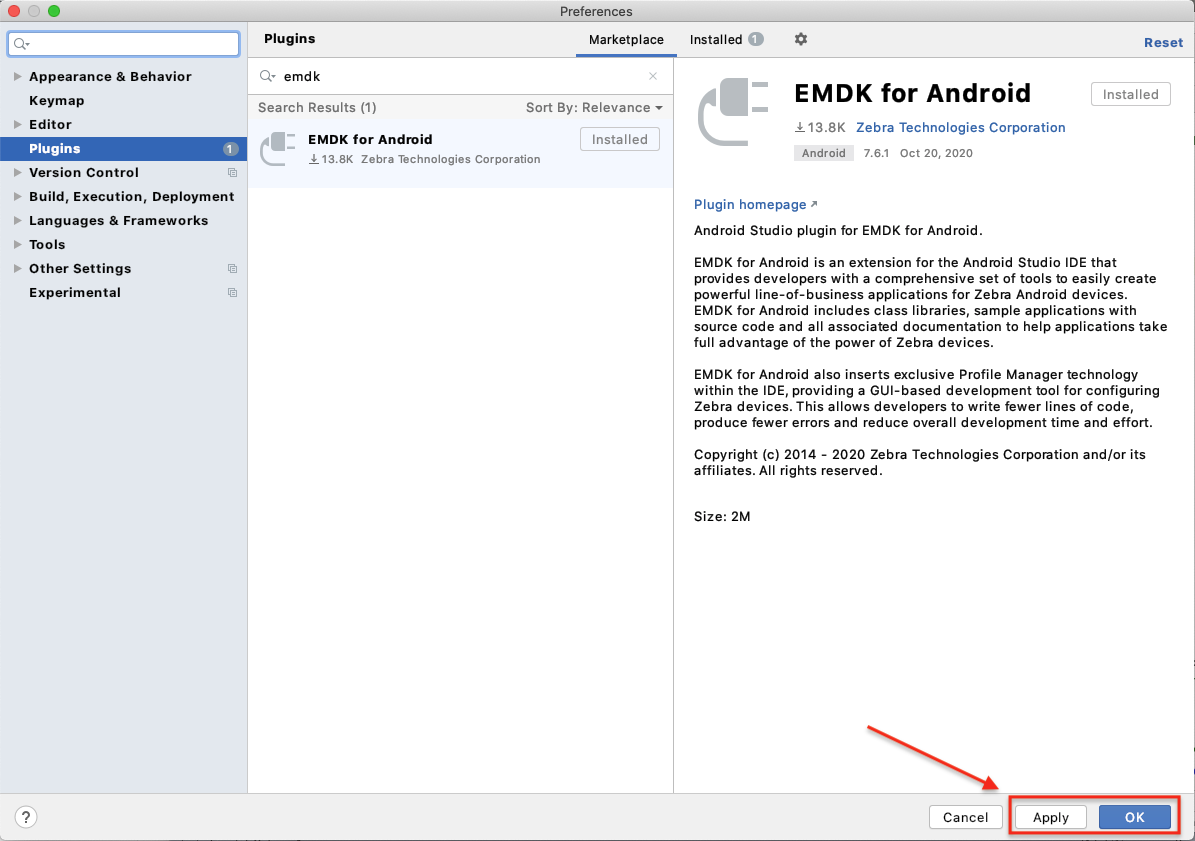 Preferences
Plugins
Marketplace
Installed 1
Reset
Appearance & Behavior
Keymap
Editor
Plugins 1
Version Control
Build, Execution, Deployment
Languages & Frameworks
Tools
Other Settings
Experimental
emdk
Search Results (1)
Sort By: Relevance
EMDK for Android
Installed
13.8K Zebra Technologies Corporation
EMDK for Android
Installed
13.8K Zebra Technologies Corporation
Android 7.6.1 Oct 20, 2020
Plugin homepage
Android Studio plugin for EMDK for Android.
EMDK for Android is an extension for the Android Studio IDE that
provides developers with a comprehensive set of tools to easily create
powerful line-of-business applications for Zebra Android devices.
EMDK for Android includes class libraries, sample applications with
source code and all associated documentation to help applications take
full advantage of the power of Zebra devices.
EMDK for Android also inserts exclusive Profile Manager technology
within the IDE, providing a GUI-based development tool for configuring
Zebra devices. This allows developers to write fewer lines of code,
produce fewer errors and reduce overall development time and effort.
Copyright (c) 2014 - 2020 Zebra Technologies Corporation and/or its
affiliates. All rights reserved.
Size: 2M
?
Cancel
Apply
OK